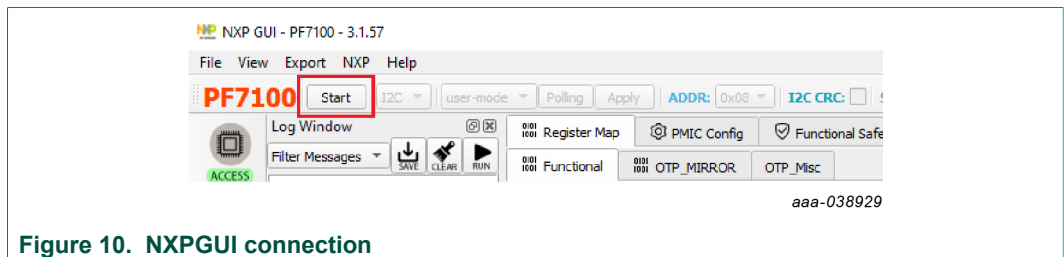 NXP GUI - PF7100 - 3.1.57
File View Export NXP Help
PF7100 Start I2C user-mode Polling Apply ADDR: 0x08 I2C CRC:
Log Window Register Map PMIC Config Functional Safe
Filter Messages SAVE CLEAR RUN Functional OTP_MIRROR OTP_Misc
ACCESS
aaa-038929
Figure 10. NXPGUI connection